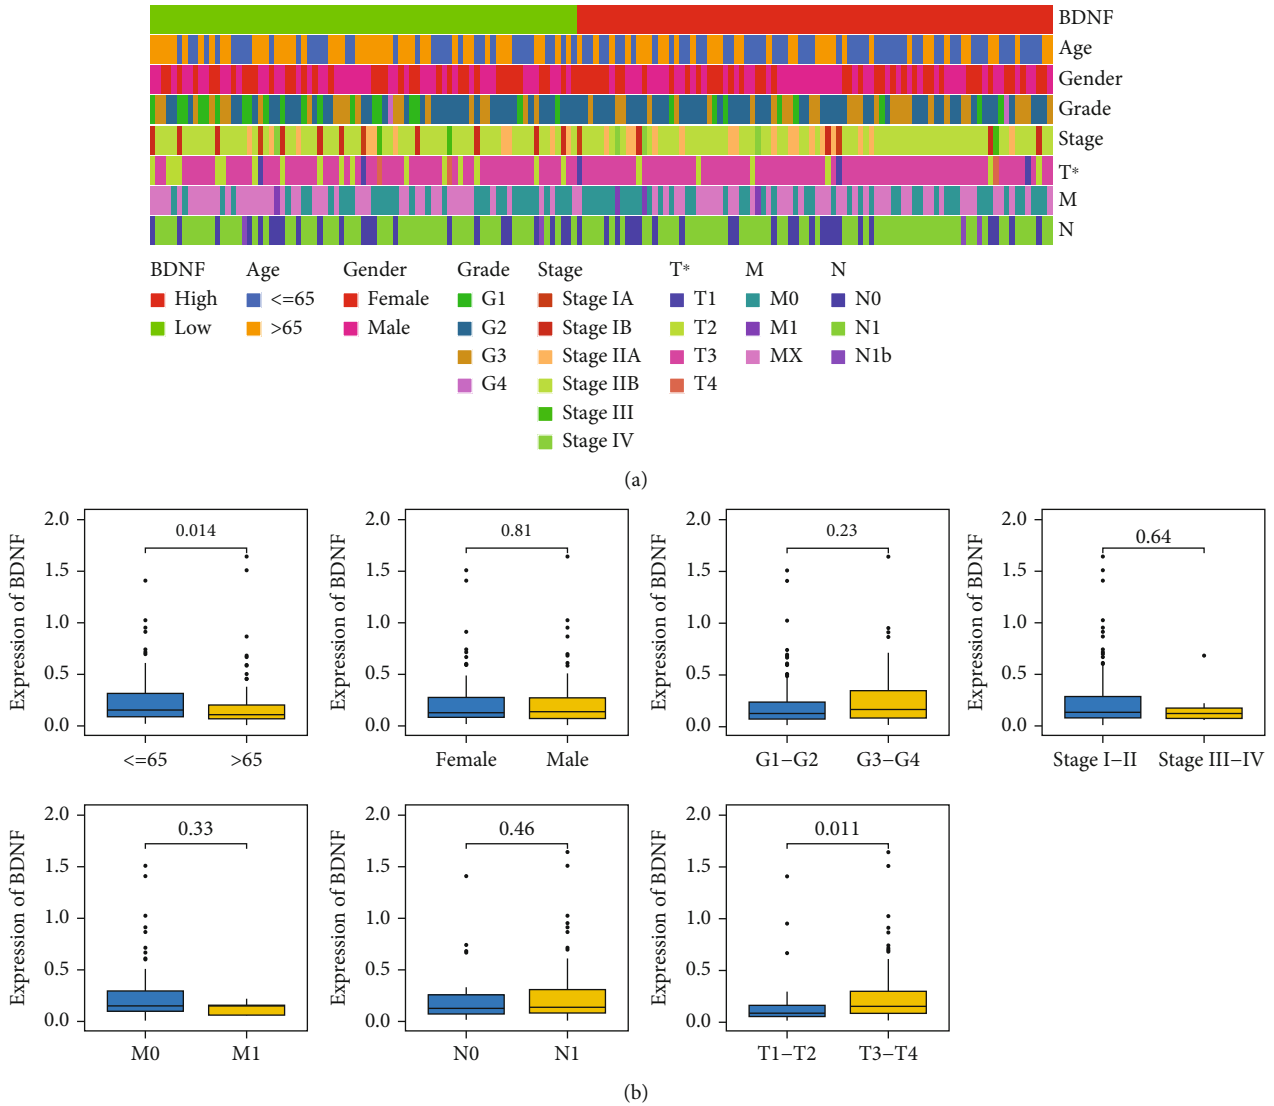 BDNF
Age
Gender
Grade
Stage
T*
M
N
BDNF Age Gender Grade Stage T* M N
High <=65 Female G1 Stage IA T1 M0 N0
Low >65 Male G2 Stage IB T2 M1 N1
G3 Stage IIA T3 MX N1b
G4 Stage IIB T4
Stage III
Stage IV
(a)
Expression of BDNF
2.0
1.5
1.0
0.5
0.0
0.014
<=65 >65
Expression of BDNF
2.0
1.5
1.0
0.5
0.0
0.81
Female Male
Expression of BDNF
2.0
1.5
1.0
0.5
0.0
0.23
G1–G2 G3–G4
Expression of BDNF
2.0
1.5
1.0
0.5
0.0
0.64
Stage I–II Stage III–IV
Expression of BDNF
2.0
1.5
1.0
0.5
0.0
0.33
M0 M1
Expression of BDNF
2.0
1.5
1.0
0.5
0.0
0.46
N0 N1
Expression of BDNF
2.0
1.5
1.0
0.5
0.0
0.011
T1–T2 T3–T4
(b)